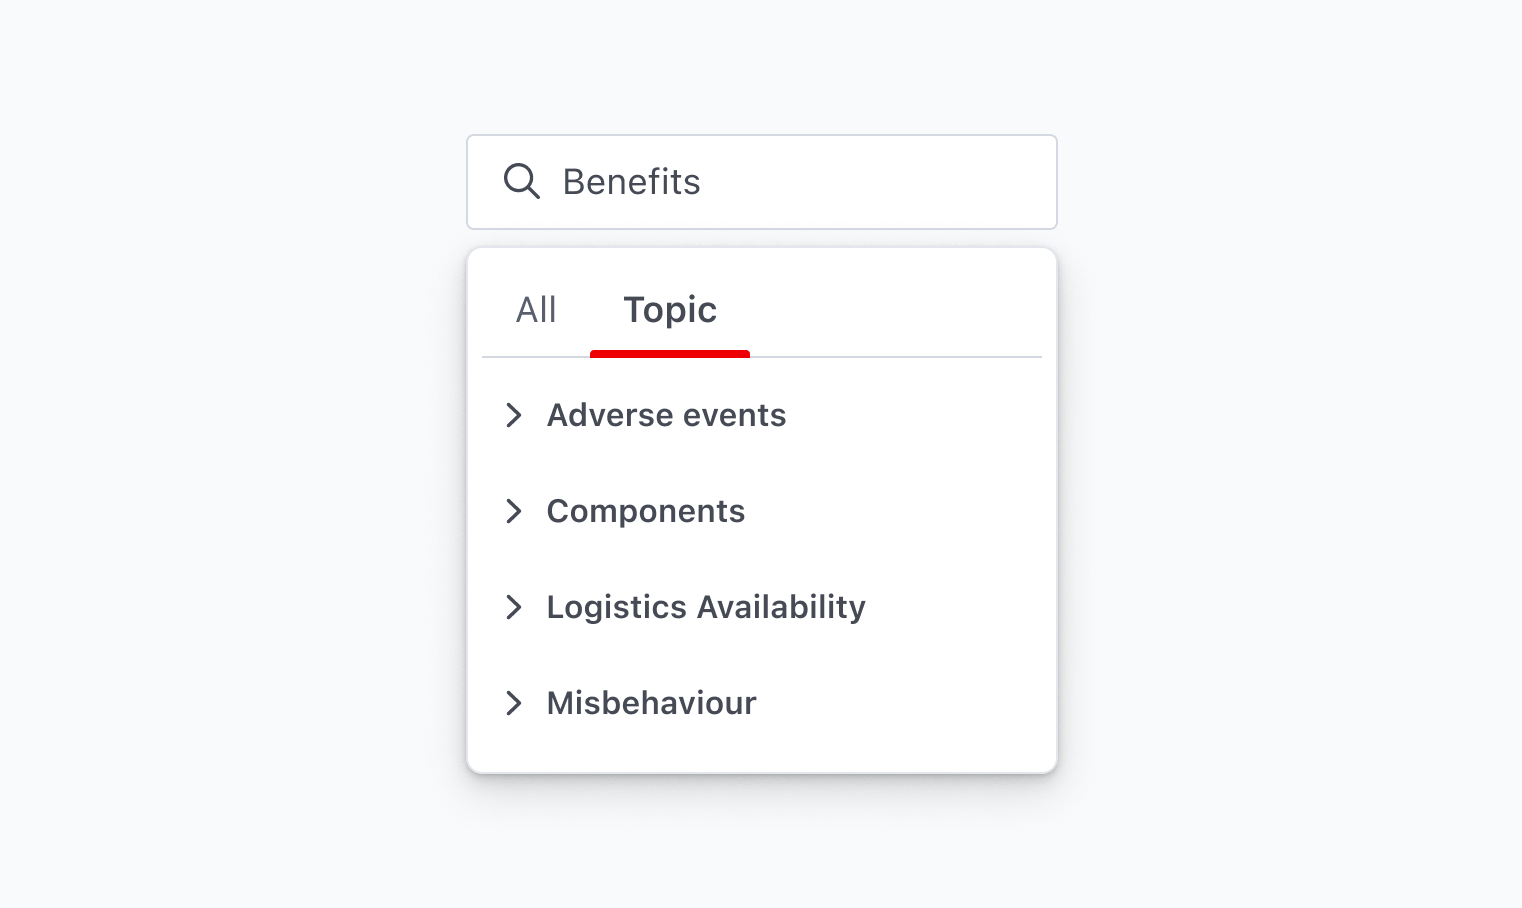 Benefits
All Topic
Adverse events
Components
Logistics Availability
Misbehaviour